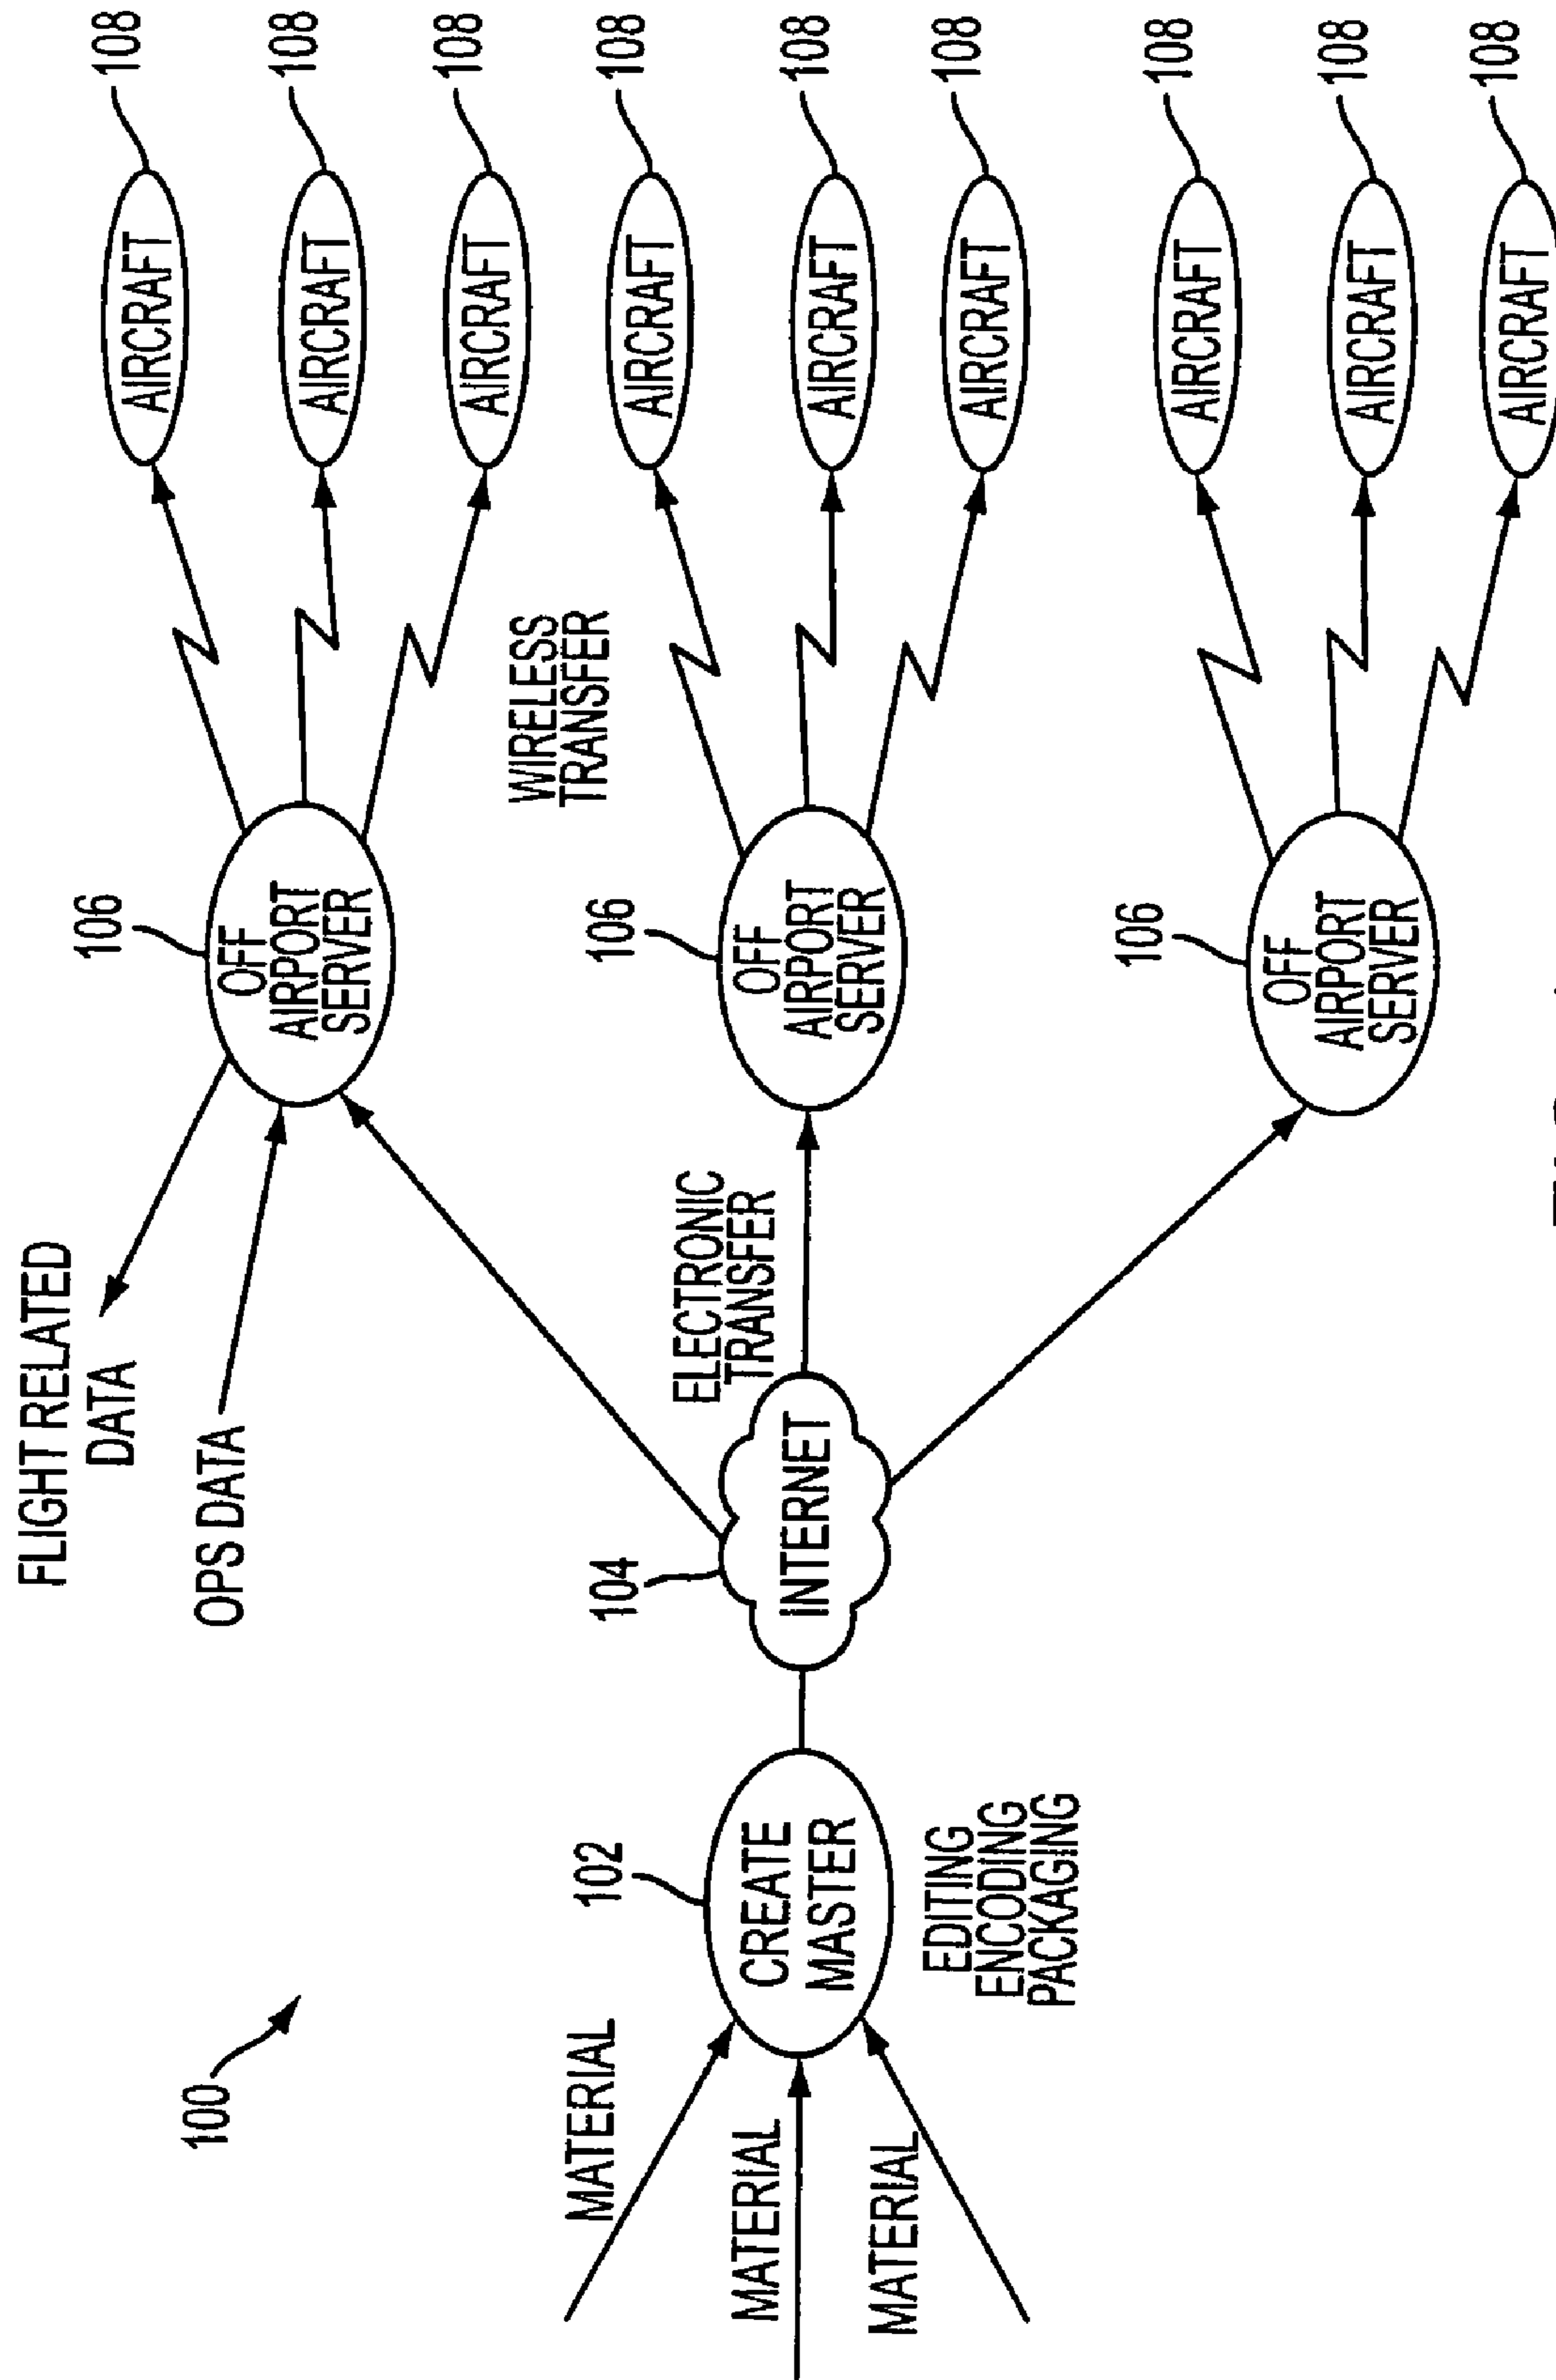 FLIGHT RELATED
DATA
OPS DATA
100
MATERIAL
MATERIAL
MATERIAL
102
CREATE
MASTER
EDITING
ENCODING
PACKAGING
104
INTERNET
ELECTRONIC
TRANSFER
106
OFF
AIRPORT
SERVER
106
OFF
AIRPORT
SERVER
106
OFF
AIRPORT
SERVER
WIRELESS
TRANSFER
AIRCRAFT
108
AIRCRAFT
108
AIRCRAFT
108
AIRCRAFT
108
AIRCRAFT
108
AIRCRAFT
108
AIRCRAFT
108
AIRCRAFT
108
AIRCRAFT
108